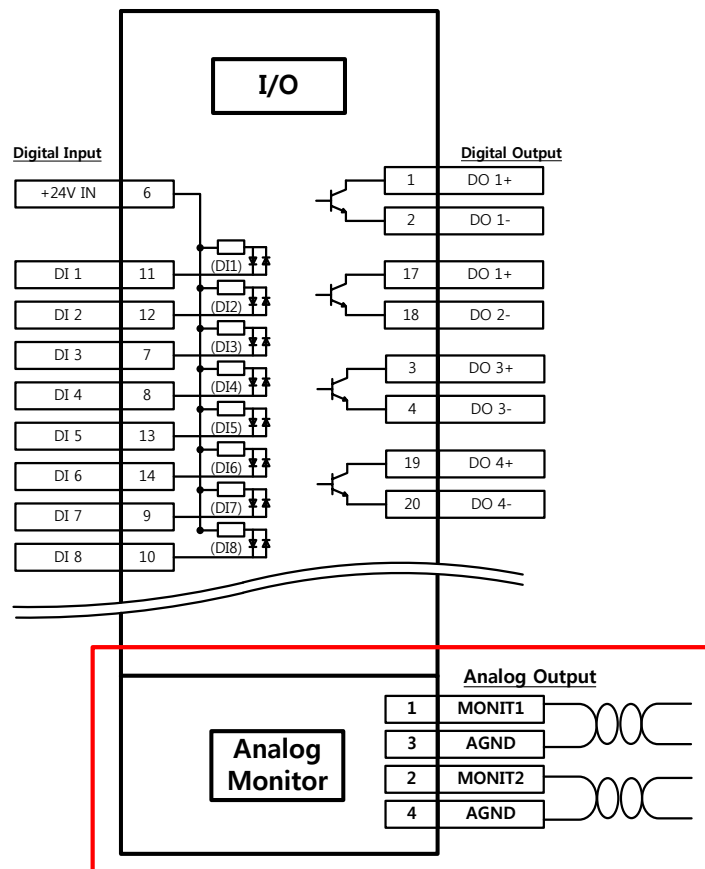 I/O
Digital Input
Digital Output
+24V IN 6
1 DO 1+
2 DO 1-
(DI1)
DI 1 11
17 DO 1+
(DI2)
DI 2 12
18 DO 2-
(DI3)
DI 3 7
3 DO 3+
(DI4)
DI 4 8
4 DO 3-
(DI5)
DI 5 13
19 DO 4+
(DI6)
DI 6 14
20 DO 4-
(DI7)
DI 7 9
(DI8)
DI 8 10
Analog Output
Analog
Monitor
1 MONIT1
3 AGND
2 MONIT2
4 AGND